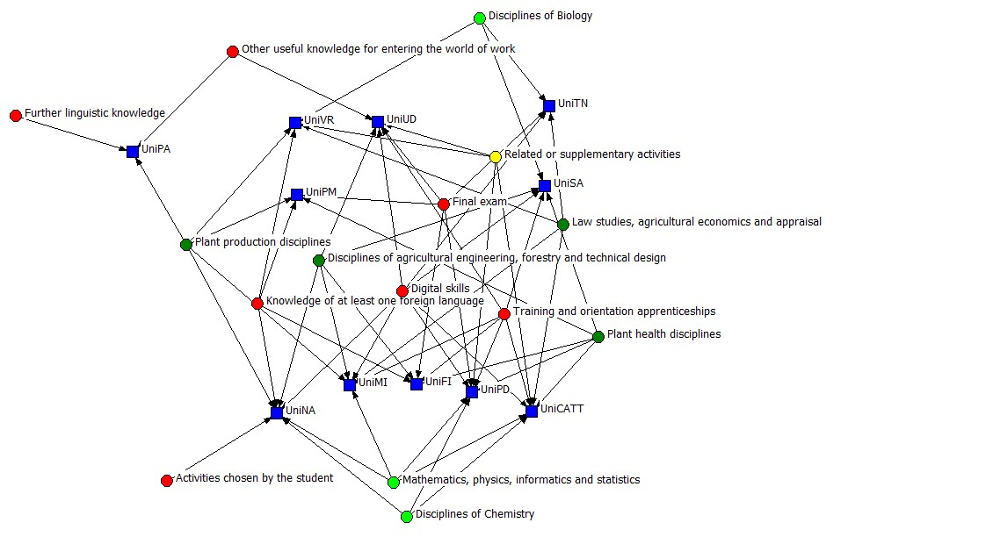 Disciplines of Biology
Other useful knowledge for entering the world of work
UniTN
Further linguistic knowledge
UniVR
UniUD
UniPA
Related or supplementary activities
UniSA
UniPM
Final exam
Law studies, agricultural economics and appraisal
Plant production disciplines
Disciplines of agricultural engineering, forestry and technical design
Digital skills
Knowledge of at least one foreign language
Training and orientation apprenticeships
Plant health disciplines
UniMI
UniFI
UniPD
UniNA
UniCATT
Activities chosen by the student
Mathematics, physics, informatics and statistics
Disciplines of Chemistry